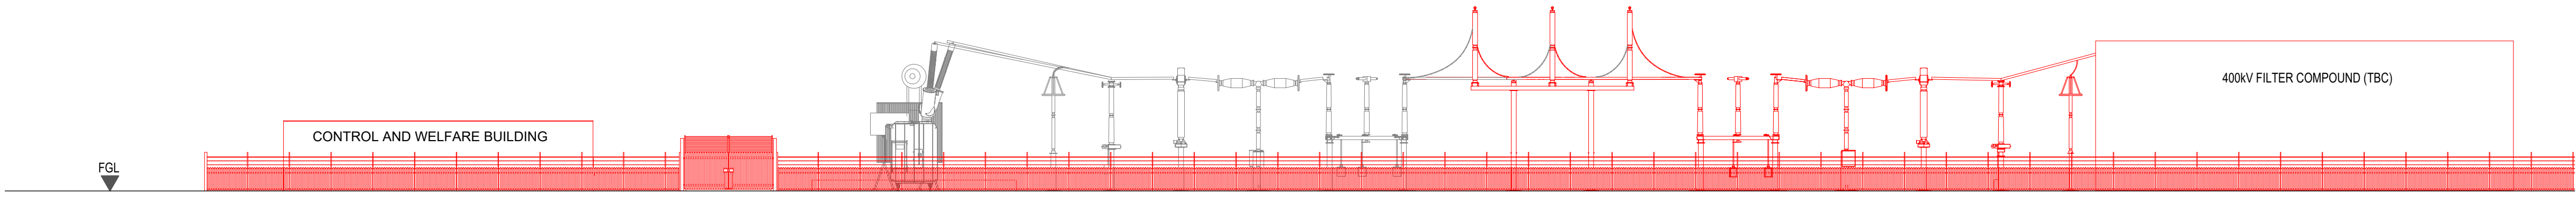 FGL
CONTROL AND WELFARE BUILDING
400kV FILTER COMPOUND (TBC)